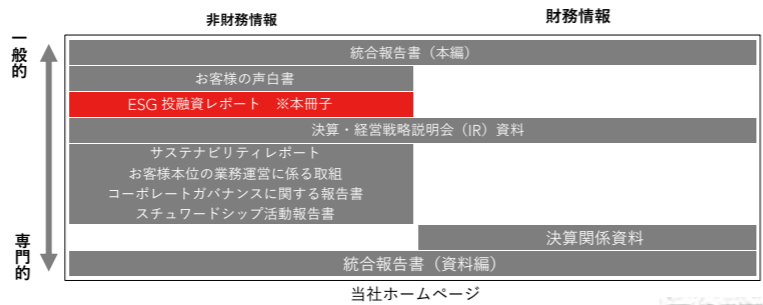 非財務情報
財務情報
一般的
統合報告書（本編）
お客様の声白書
ESG 投融資レポート　※本冊子
決算・経営戦略説明会（IR）資料
サステナビリティレポート
お客様本位の業務運営に係る取組
コーポレートガバナンスに関する報告書
スチュワードシップ活動報告書
専門的
決算関係資料
統合報告書（資料編）
当社ホームページ